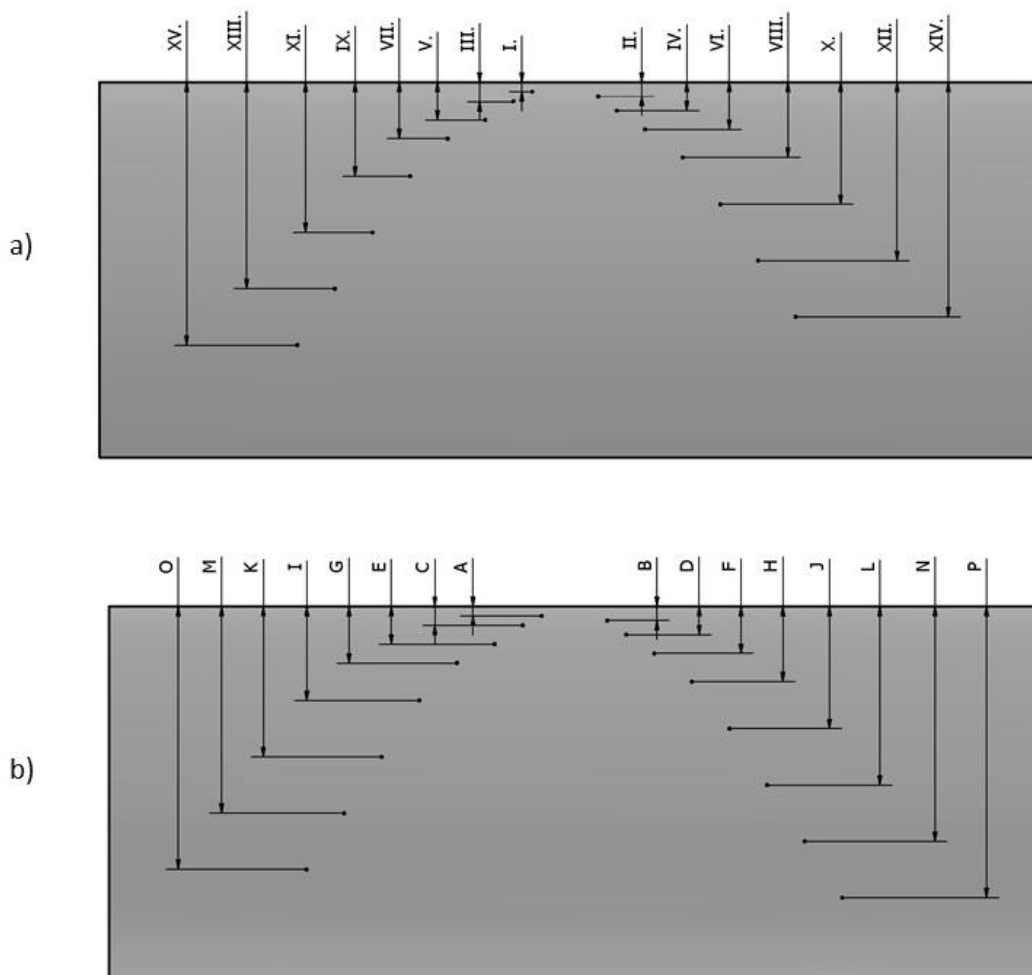 XV. XIII. XI. IX. VII. V. III. I. II. IV. VI. VIII. X. XII. XIV.
a)
O M K I G E C A B D F H J L N P
b)